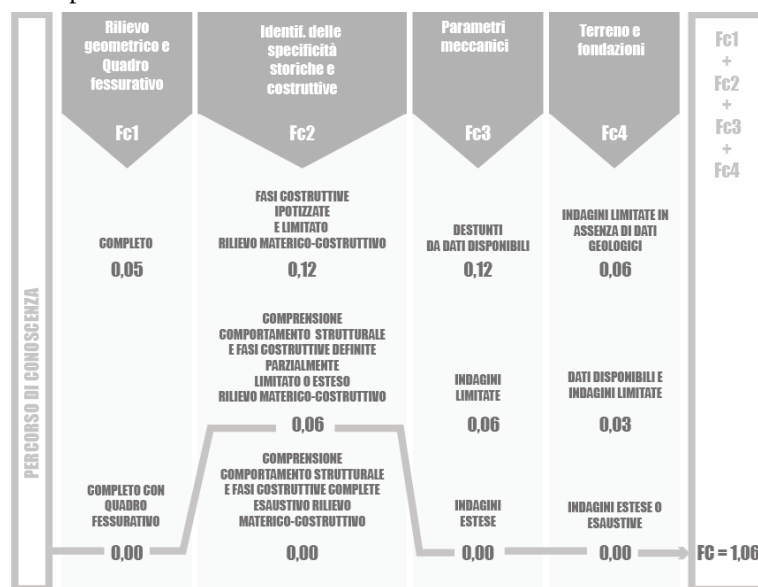 Rilievo
geometrico e
Quadro
fessurativo
Fc1
COMPLETO
0,05
COMPLETO CON
QUADRO
FESSURATIVO
0,00
Identif. delle
specificità
storiche e
costruttive
Fc2
FASI COSTRUTTIVE
IPOTIZZATE
E LIMITATO
RILIEVO MATERICO-COSTRUTTIVO
0,12
COMPRENSIONE
COMPORTAMENTO STRUTTURALE
E FASI COSTRUTTIVE DEFINITE
PARZIALMENTE
LIMITATO O ESTESO
RILIEVO MATERICO-COSTRUTTIVO
0,06
COMPRENSIONE
COMPORTAMENTO STRUTTURALE
E FASI COSTRUTTIVE COMPLETE
ESAUSTIVO RILIEVO
MATERICO-COSTRUTTIVO
0,00
Parametri
meccanici
Fc3
DESTUNTI
DA DATI DISPONIBILI
0,12
INDAGINI
LIMITATE
0,06
INDAGINI
ESTESE
0,00
Terreno e
fondazioni
Fc4
INDAGINI LIMITATE IN
ASSENZA DI DATI
GEOLOGICI
0,06
DATI DISPONIBILI E
INDAGINI LIMITATE
0,03
INDAGINI ESTESE O
ESAUSTIVE
0,00
Fc1
+
Fc2
+
Fc3
+
Fc4
FC = 1,06
PERCORSO DI CONOSCENZA